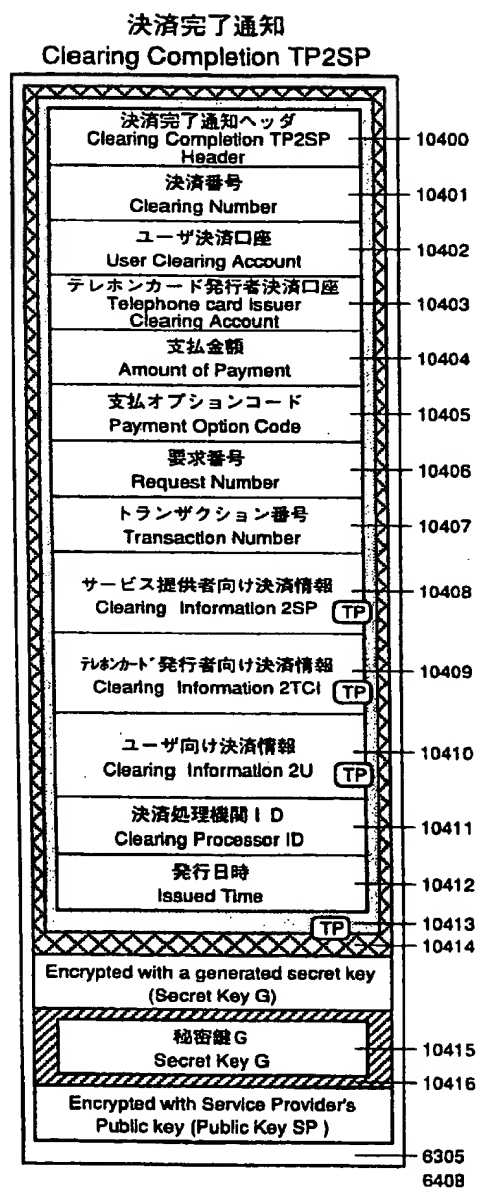 決済完了通知
Clearing Completion TP2SP
決済完了通知ヘッダ
Clearing Completion TP2SP
Header
10400
決済番号
Clearing Number
10401
ユーザ決済口座
User Clearing Account
10402
テレホンカード発行者決済口座
Telephone card Issuer
Clearing Account
10403
支払金額
Amount of Payment
10404
支払オプションコード
Payment Option Code
10405
要求番号
Request Number
10406
トランザクション番号
Transaction Number
10407
サービス提供者向け決済情報
Clearing Information 2SP
TP
10408
テレホンカード発行者向け決済情報
Clearing Information 2TCI
TP
10409
ユーザ向け決済情報
Clearing Information 2U
TP
10410
決済処理機関ID
Clearing Processor ID
10411
発行日時
Issued Time
10412
TP
10413
10414
Encrypted with a generated secret key
(Secret Key G)
秘密鍵G
Secret Key G
10415
10416
Encrypted with Service Provider's
Public key (Public Key SP )
6305
6408